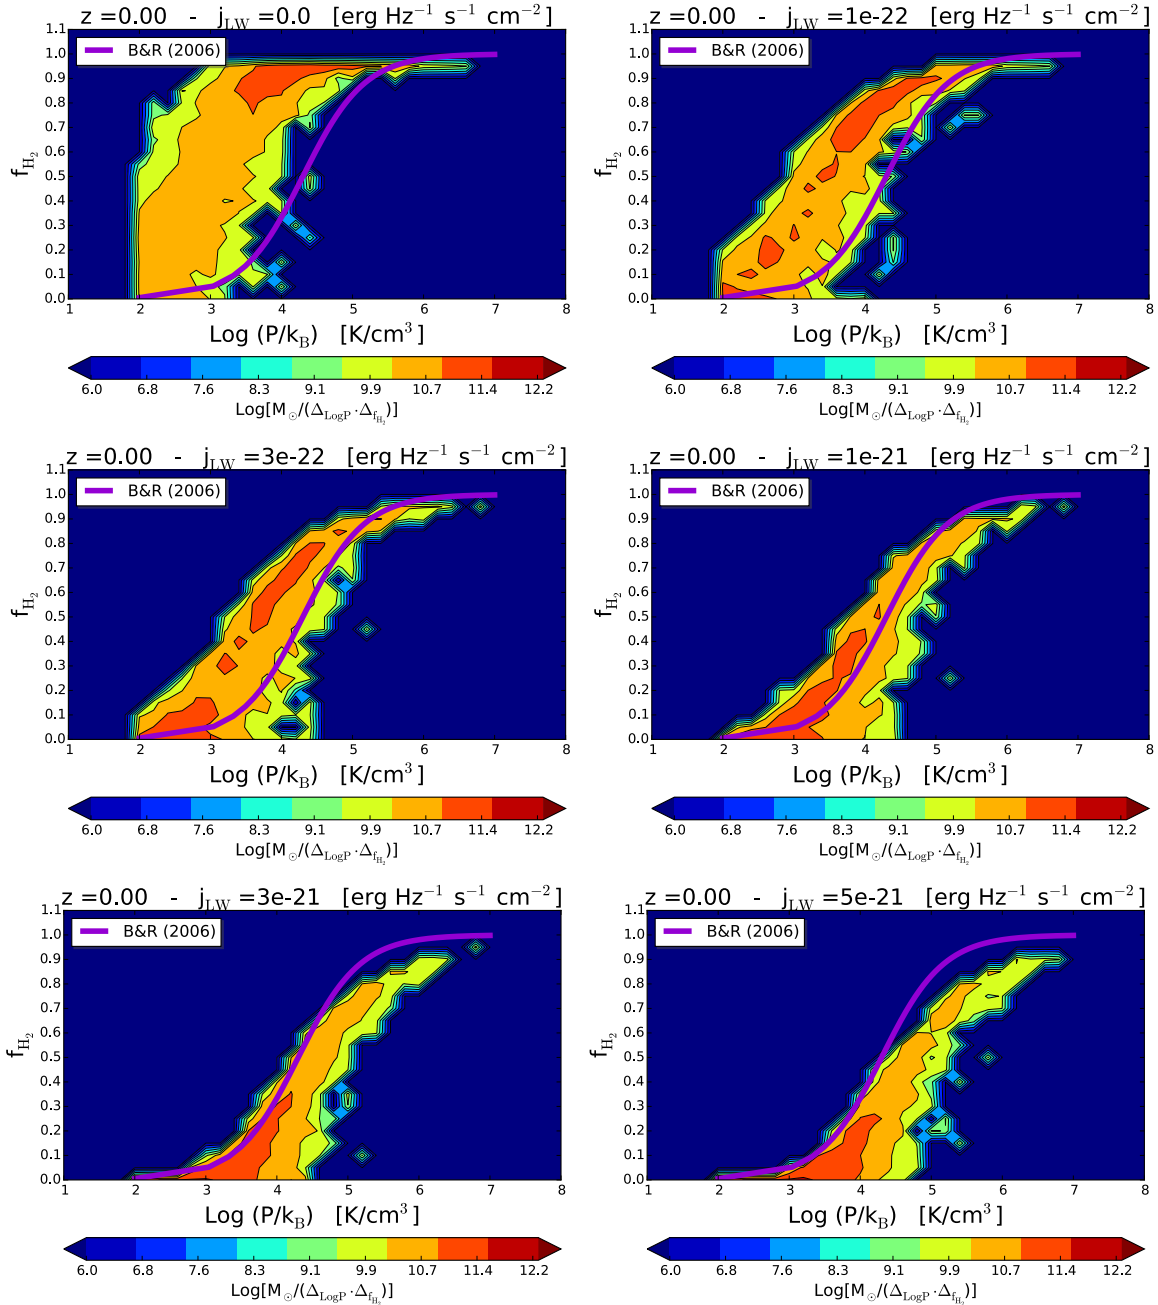 z =0.00 - j_LW =0.0 [erg Hz⁻¹ s⁻¹ cm⁻²]
B&R (2006)
1.1
1.0
0.9
0.8
0.7
0.6
0.5
0.4
0.3
0.2
0.1
0.0
f_H₂
1 2 3 4 5 6 7 8
Log (P/k_B) [K/cm³]
6.0 6.8 7.6 8.3 9.1 9.9 10.7 11.4 12.2
Log[M_⊙/(Δ_LogP·Δ_f_H₂)]
z =0.00 - j_LW =1e-22 [erg Hz⁻¹ s⁻¹ cm⁻²]
B&R (2006)
1.1
1.0
0.9
0.8
0.7
0.6
0.5
0.4
0.3
0.2
0.1
0.0
f_H₂
1 2 3 4 5 6 7 8
Log (P/k_B) [K/cm³]
6.0 6.8 7.6 8.3 9.1 9.9 10.7 11.4 12.2
Log[M_⊙/(Δ_LogP·Δ_f_H₂)]
z =0.00 - j_LW =3e-22 [erg Hz⁻¹ s⁻¹ cm⁻²]
B&R (2006)
1.1
1.0
0.9
0.8
0.7
0.6
0.5
0.4
0.3
0.2
0.1
0.0
f_H₂
1 2 3 4 5 6 7 8
Log (P/k_B) [K/cm³]
6.0 6.8 7.6 8.3 9.1 9.9 10.7 11.4 12.2
Log[M_⊙/(Δ_LogP·Δ_f_H₂)]
z =0.00 - j_LW =1e-21 [erg Hz⁻¹ s⁻¹ cm⁻²]
B&R (2006)
1.1
1.0
0.9
0.8
0.7
0.6
0.5
0.4
0.3
0.2
0.1
0.0
f_H₂
1 2 3 4 5 6 7 8
Log (P/k_B) [K/cm³]
6.0 6.8 7.6 8.3 9.1 9.9 10.7 11.4 12.2
Log[M_⊙/(Δ_LogP·Δ_f_H₂)]
z =0.00 - j_LW =3e-21 [erg Hz⁻¹ s⁻¹ cm⁻²]
B&R (2006)
1.1
1.0
0.9
0.8
0.7
0.6
0.5
0.4
0.3
0.2
0.1
0.0
f_H₂
1 2 3 4 5 6 7 8
Log (P/k_B) [K/cm³]
6.0 6.8 7.6 8.3 9.1 9.9 10.7 11.4 12.2
Log[M_⊙/(Δ_LogP·Δ_f_H₂)]
z =0.00 - j_LW =5e-21 [erg Hz⁻¹ s⁻¹ cm⁻²]
B&R (2006)
1.1
1.0
0.9
0.8
0.7
0.6
0.5
0.4
0.3
0.2
0.1
0.0
f_H₂
1 2 3 4 5 6 7 8
Log (P/k_B) [K/cm³]
6.0 6.8 7.6 8.3 9.1 9.9 10.7 11.4 12.2
Log[M_⊙/(Δ_LogP·Δ_f_H₂)]